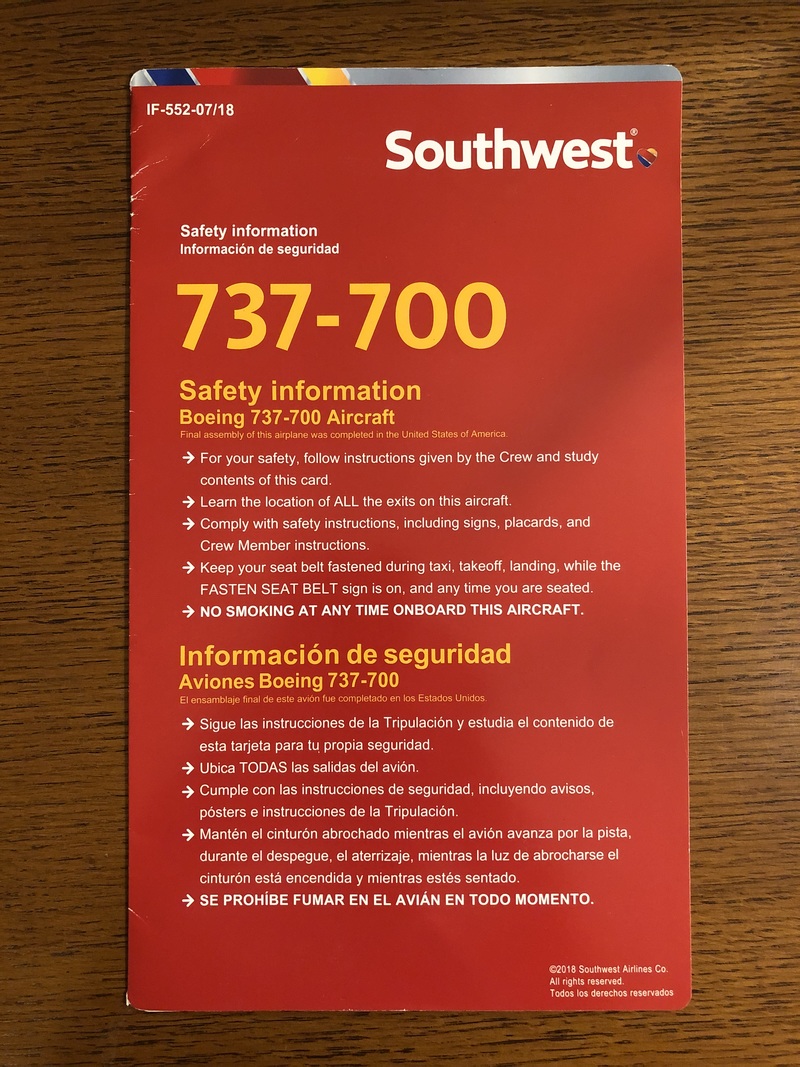 IF-552-07/18
Southwest®
Safety information
Información de seguridad
737-700
Safety information
Boeing 737-700 Aircraft
Final assembly of this airplane was completed in the United States of America.
→ For your safety, follow instructions given by the Crew and study
contents of this card.
→ Learn the location of ALL the exits on this aircraft.
→ Comply with safety instructions, including signs, placards, and
Crew Member instructions.
→ Keep your seat belt fastened during taxi, takeoff, landing, while the
FASTEN SEAT BELT sign is on, and any time you are seated.
→ NO SMOKING AT ANY TIME ONBOARD THIS AIRCRAFT.
Información de seguridad
Aviones Boeing 737-700
El ensamblaje final de este avión fue completado en los Estados Unidos.
→ Sigue las instrucciones de la Tripulación y estudia el contenido de
esta tarjeta para tu propia seguridad.
→ Ubica TODAS las salidas del avión.
→ Cumple con las instrucciones de seguridad, incluyendo avisos,
pósters e instrucciones de la Tripulación.
→ Mantén el cinturón abrochado mientras el avión avanza por la pista,
durante el despegue, el aterrizaje, mientras la luz de abrocharse el
cinturón está encendida y mientras estés sentado.
→ SE PROHÍBE FUMAR EN EL AVIÁN EN TODO MOMENTO.
©2018 Southwest Airlines Co.
All rights reserved.
Todos los derechos reservados